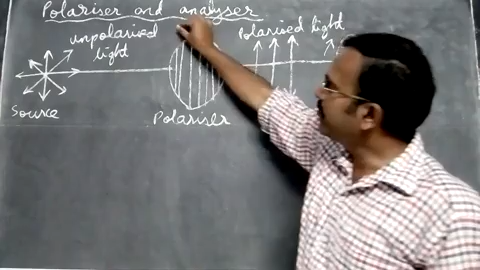 Polariser and analyser
unpolarised
light
Polarised light
Source
Polariser